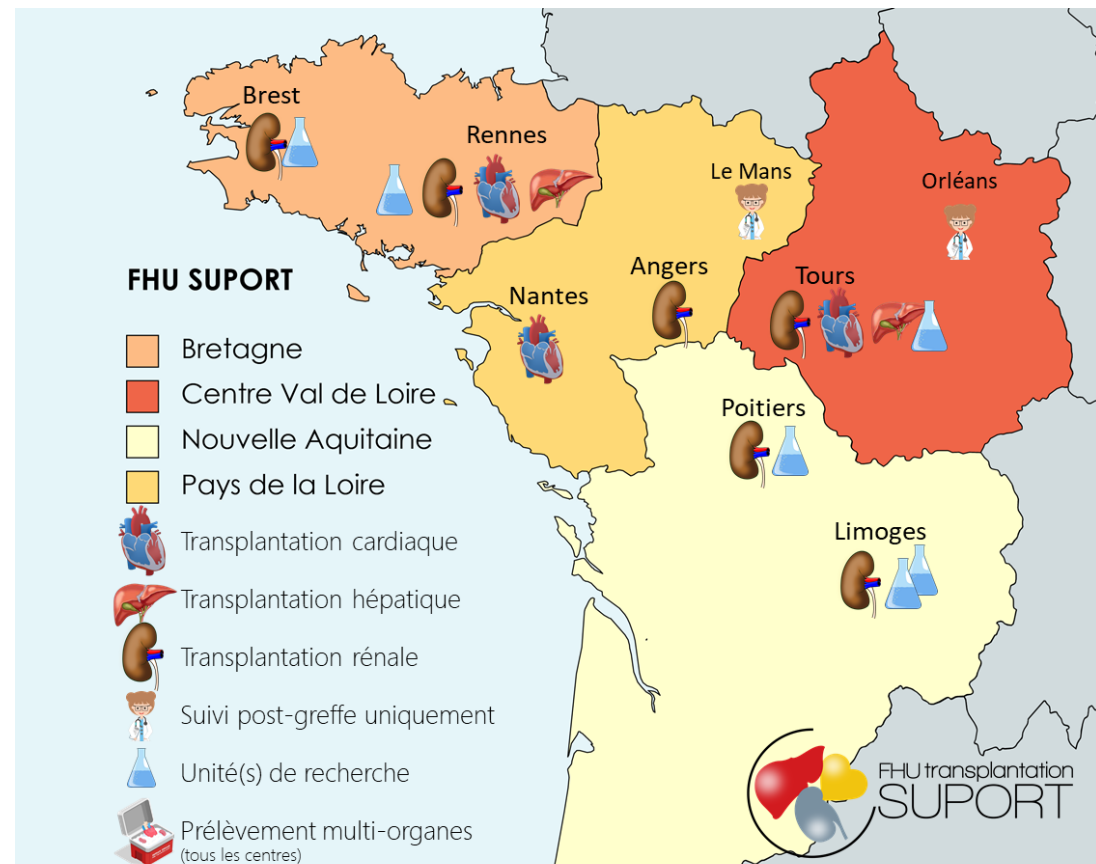 Brest
Rennes
Le Mans
Orléans
Angers
Tours
Nantes
Poitiers
Limoges
FHU SUPORT
Bretagne
Centre Val de Loire
Nouvelle Aquitaine
Pays de la Loire
Transplantation cardiaque
Transplantation hépatique
Transplantation rénale
Suivi post-greffe uniquement
Unité(s) de recherche
Prélèvement multi-organes
(tous les centres)
FHU transplantation
SUPORT